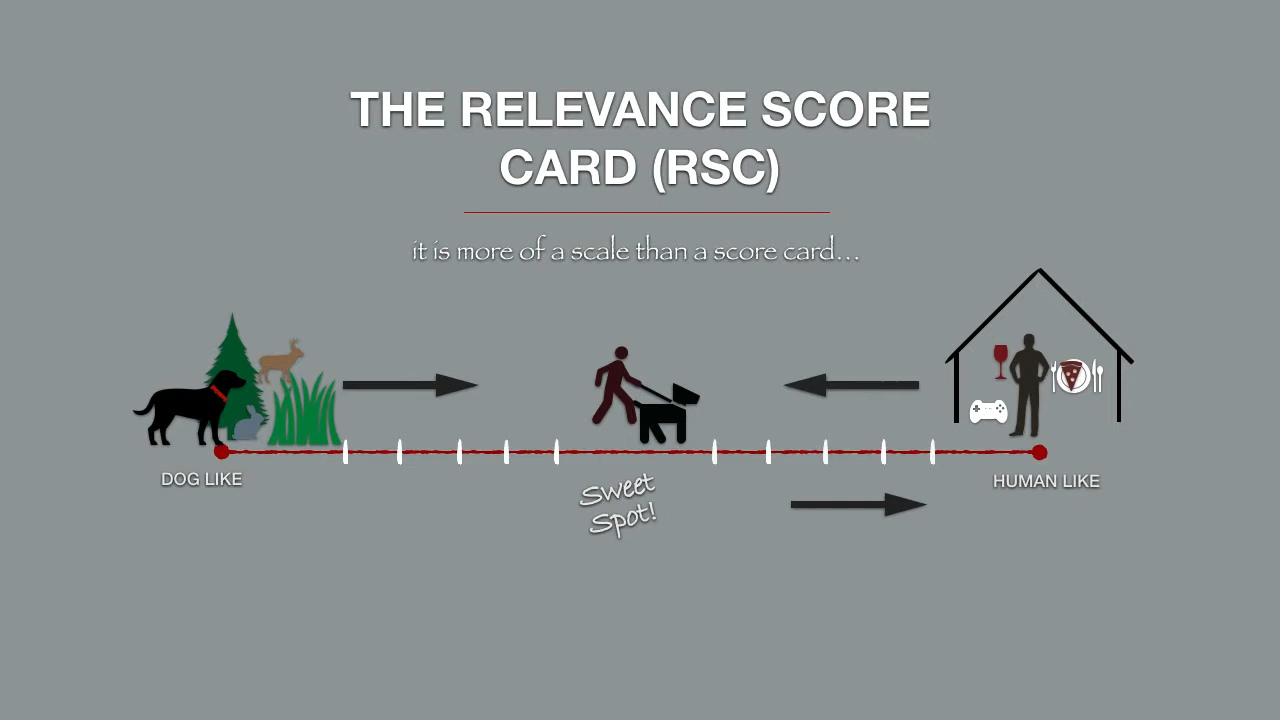 THE RELEVANCE SCORE
CARD (RSC)
it is more of a scale than a score card...
DOG LIKE
Sweet
Spot!
HUMAN LIKE